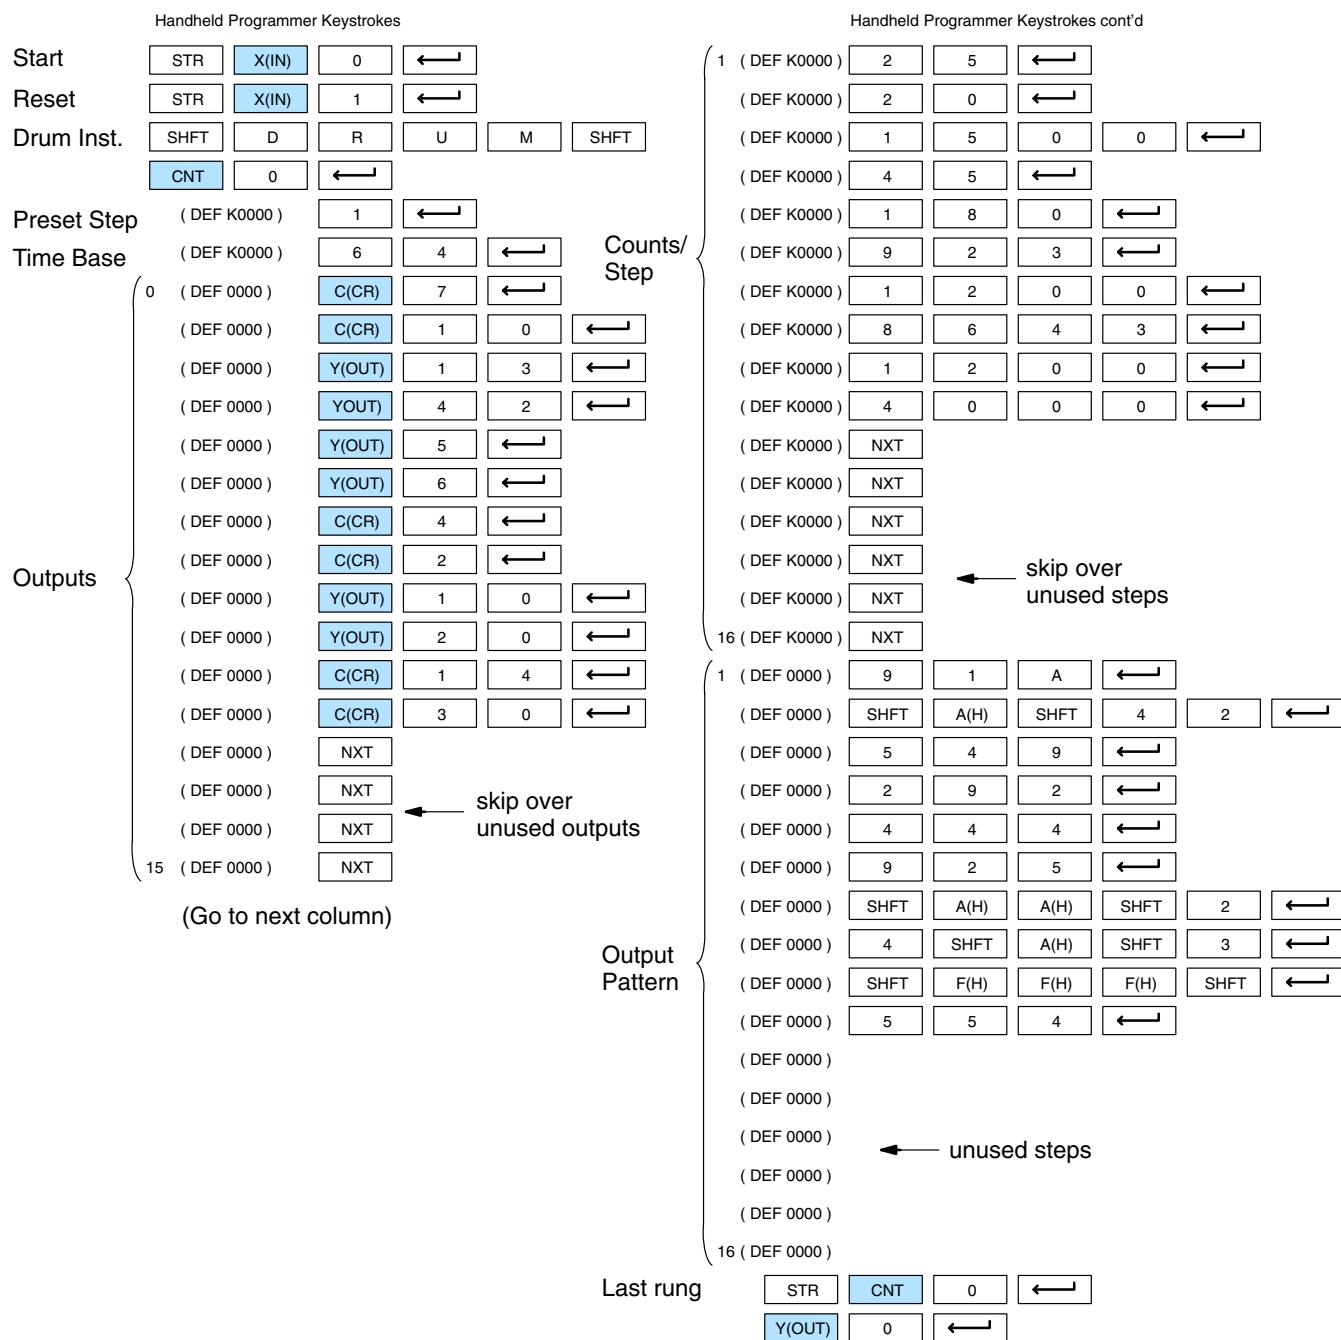 Handheld Programmer Keystrokes
Start STR X(IN) 0
Reset STR X(IN) 1
Drum Inst. SHFT D R U M SHFT
CNT 0
Preset Step ( DEF K0000 ) 1
Time Base ( DEF K0000 ) 6 4
Outputs
0 ( DEF 0000 ) C(CR) 7
( DEF 0000 ) C(CR) 1 0
( DEF 0000 ) Y(OUT) 1 3
( DEF 0000 ) YOUT) 4 2
( DEF 0000 ) Y(OUT) 5
( DEF 0000 ) Y(OUT) 6
( DEF 0000 ) C(CR) 4
( DEF 0000 ) C(CR) 2
( DEF 0000 ) Y(OUT) 1 0
( DEF 0000 ) Y(OUT) 2 0
( DEF 0000 ) C(CR) 1 4
( DEF 0000 ) C(CR) 3 0
( DEF 0000 ) NXT
( DEF 0000 ) NXT
( DEF 0000 ) NXT
15 ( DEF 0000 ) NXT
skip over
unused outputs
(Go to next column)
Handheld Programmer Keystrokes cont'd
Counts/
Step
1 ( DEF K0000 ) 2 5
( DEF K0000 ) 2 0
( DEF K0000 ) 1 5 0 0
( DEF K0000 ) 4 5
( DEF K0000 ) 1 8 0
( DEF K0000 ) 9 2 3
( DEF K0000 ) 1 2 0 0
( DEF K0000 ) 8 6 4 3
( DEF K0000 ) 1 2 0 0
( DEF K0000 ) 4 0 0 0
( DEF K0000 ) NXT
( DEF K0000 ) NXT
( DEF K0000 ) NXT
( DEF K0000 ) NXT
( DEF K0000 ) NXT
16 ( DEF K0000 ) NXT
skip over
unused steps
Output
Pattern
1 ( DEF 0000 ) 9 1 A
( DEF 0000 ) SHFT A(H) SHFT 4 2
( DEF 0000 ) 5 4 9
( DEF 0000 ) 2 9 2
( DEF 0000 ) 4 4 4
( DEF 0000 ) 9 2 5
( DEF 0000 ) SHFT A(H) A(H) SHFT 2
( DEF 0000 ) 4 SHFT A(H) SHFT 3
( DEF 0000 ) SHFT F(H) F(H) F(H) SHFT
( DEF 0000 ) 5 5 4
( DEF 0000 )
( DEF 0000 )
( DEF 0000 )
( DEF 0000 )
( DEF 0000 )
16 ( DEF 0000 )
unused steps
Last rung STR CNT 0
Y(OUT) 0